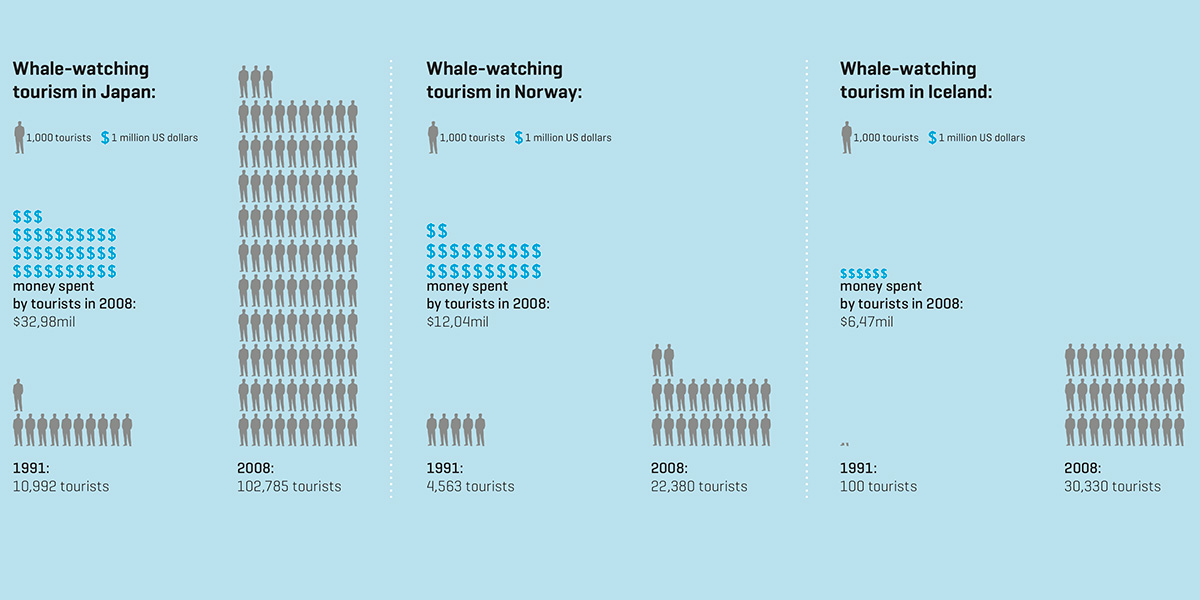 Whale-watching
tourism in Japan:
1,000 tourists $ 1 million US dollars
$$$
$$$$$$$$$$
$$$$$$$$$$
$$$$$$$$$$
money spent
by tourists in 2008:
$32,98mil
1991:
10,992 tourists
2008:
102,785 tourists
Whale-watching
tourism in Norway:
1,000 tourists $ 1 million US dollars
$$
$$$$$$$$$$
$$$$$$$$$$
money spent
by tourists in 2008:
$12,04mil
1991:
4,563 tourists
2008:
22,380 tourists
Whale-watching
tourism in Iceland:
1,000 tourists $ 1 million US dollars
$$$$$$
money spent
by tourists in 2008:
$6,47mil
1991:
100 tourists
2008:
30,330 tourists